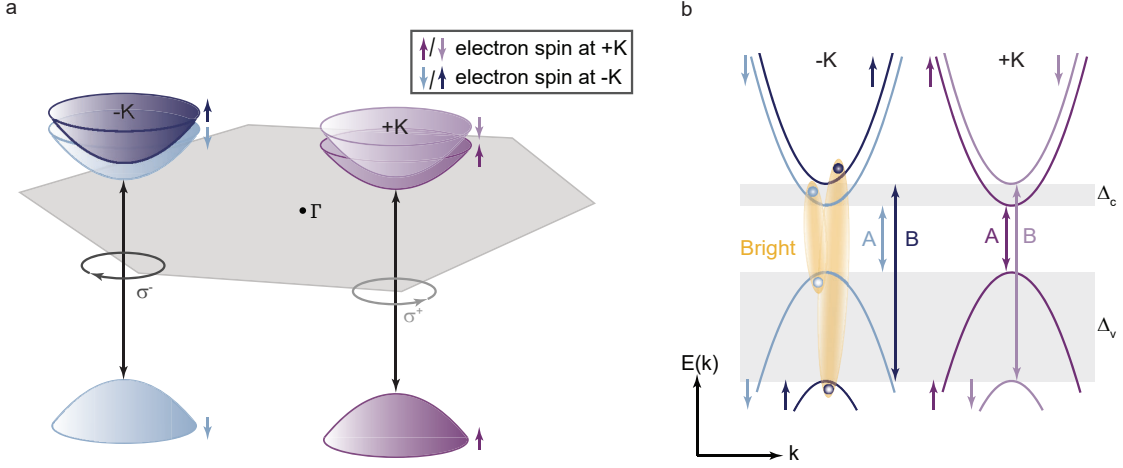 a
↑/↓ electron spin at +K
↓/↑ electron spin at -K
-K
+K
Γ
σ-
σ+
b
-K
+K
Δc
A
B
A
B
Bright
Δv
E(k)
k